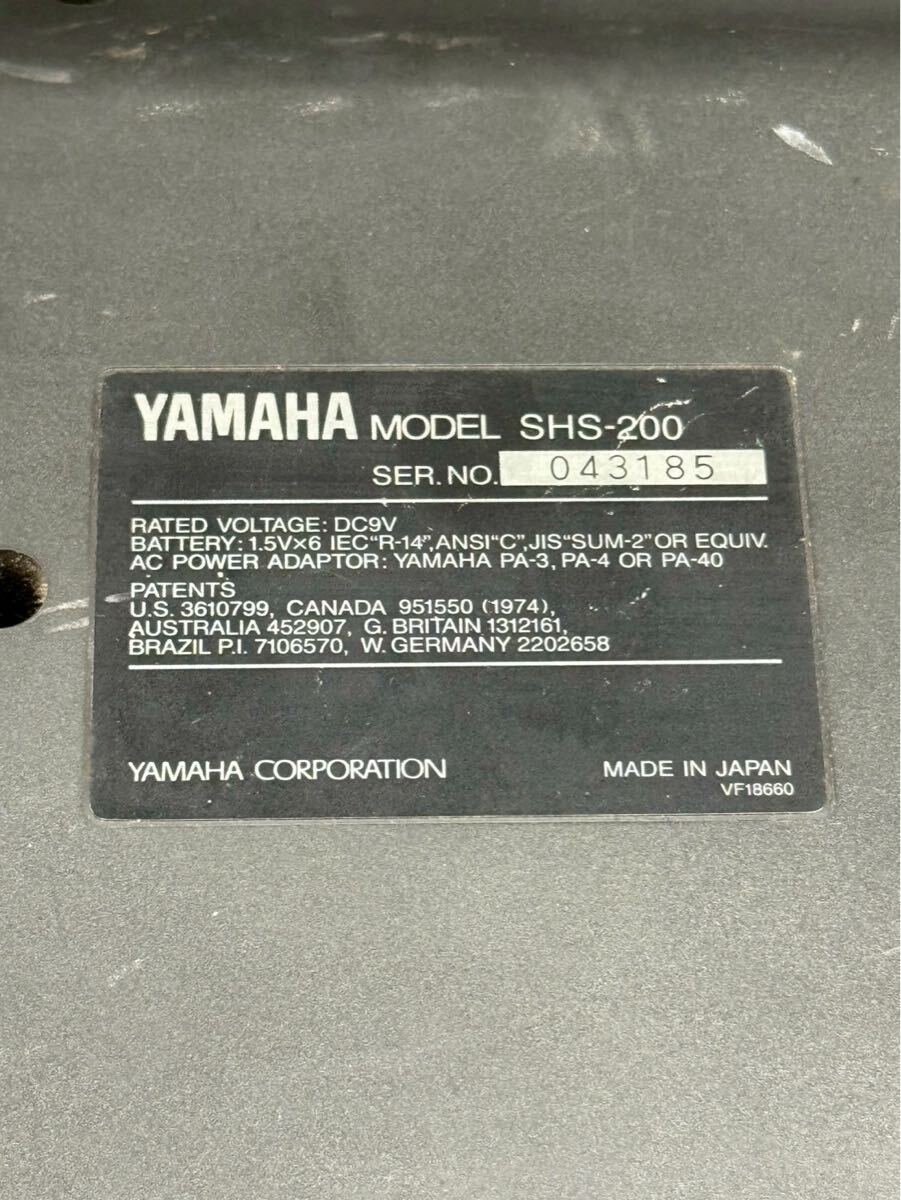 YAMAHA MODEL SHS-200
SER. NO. 043185
RATED VOLTAGE: DC9V
BATTERY: 1.5V×6 IEC"R-14", ANSI"C", JIS"SUM-2" OR EQUIV.
AC POWER ADAPTOR: YAMAHA PA-3, PA-4 OR PA-40
PATENTS
U.S. 3610799, CANADA 951550 (1974),
AUSTRALIA 452907, G. BRITAIN 1312161,
BRAZIL P.I. 7106570, W. GERMANY 2202658
YAMAHA CORPORATION MADE IN JAPAN
VF18660